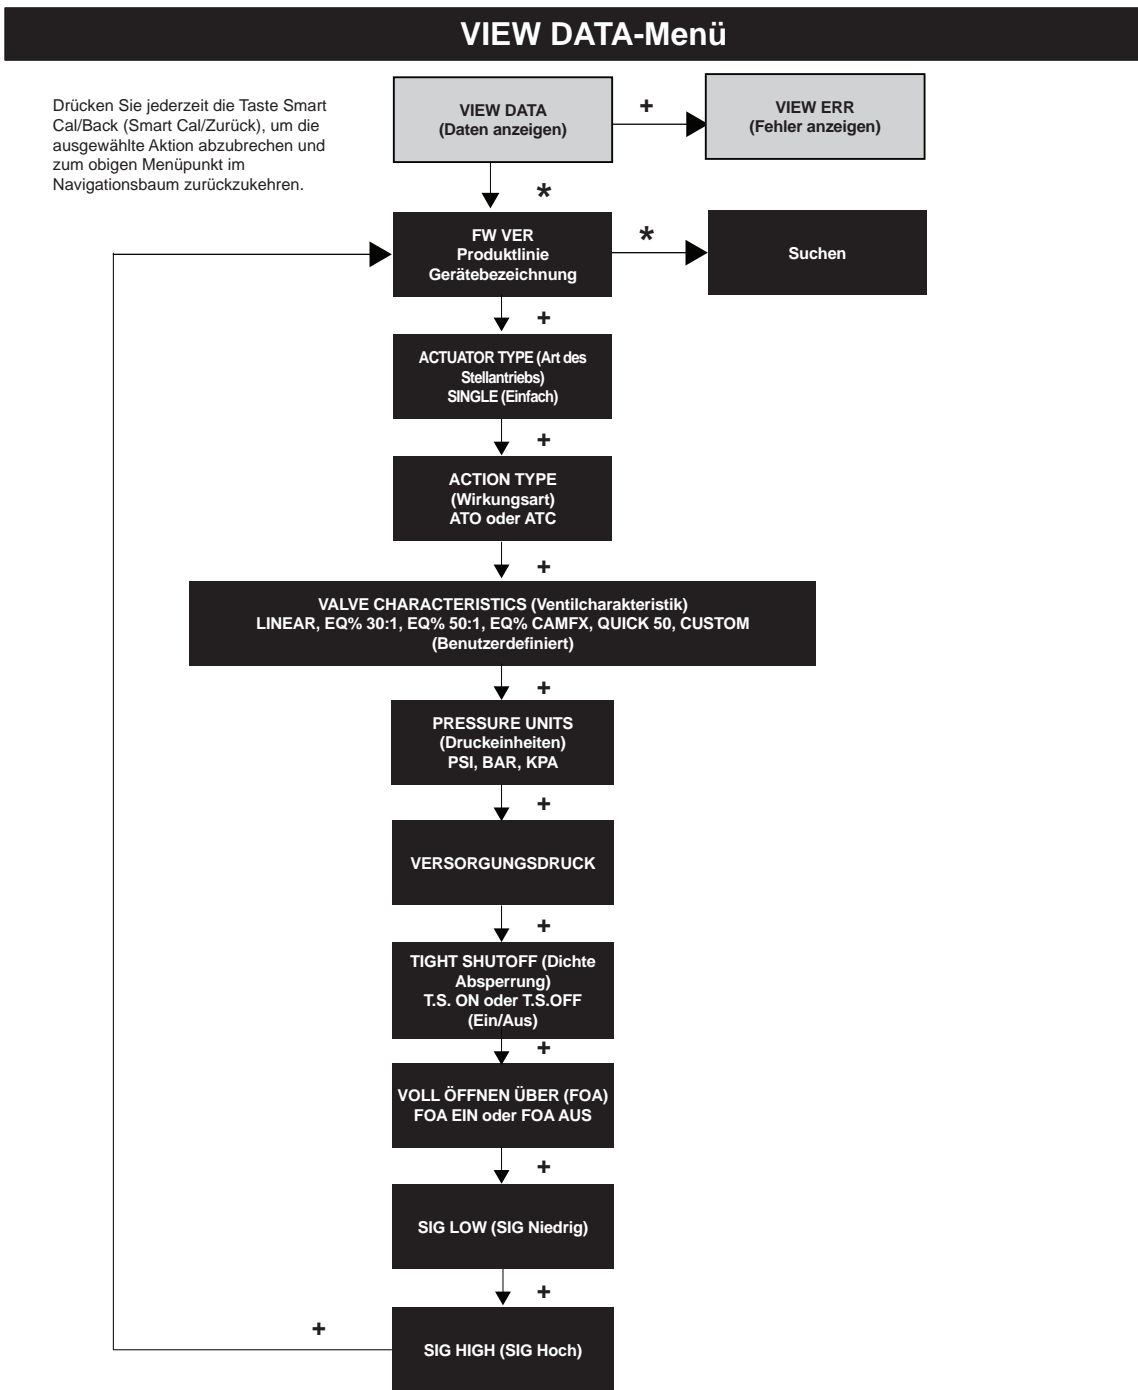 VIEW DATA-Menü
Drücken Sie jederzeit die Taste Smart
Cal/Back (Smart Cal/Zurück), um die
ausgewählte Aktion abzubrechen und
zum obigen Menüpunkt im
Navigationsbaum zurückzukehren.
VIEW DATA
(Daten anzeigen)
+
VIEW ERR
(Fehler anzeigen)
*
FW VER
Produktlinie
Gerätebezeichnung
*
Suchen
+
ACTUATOR TYPE (Art des
Stellantriebs)
SINGLE (Einfach)
+
ACTION TYPE
(Wirkungsart)
ATO oder ATC
+
VALVE CHARACTERISTICS (Ventilcharakteristik)
LINEAR, EQ% 30:1, EQ% 50:1, EQ% CAMFX, QUICK 50, CUSTOM
(Benutzerdefiniert)
+
PRESSURE UNITS
(Druckeinheiten)
PSI, BAR, KPA
+
VERSORGUNGSDRUCK
+
TIGHT SHUTOFF (Dichte
Absperrung)
T.S. ON oder T.S.OFF
(Ein/Aus)
+
VOLL ÖFFNEN ÜBER (FOA)
FOA EIN oder FOA AUS
+
SIG LOW (SIG Niedrig)
+
+
SIG HIGH (SIG Hoch)